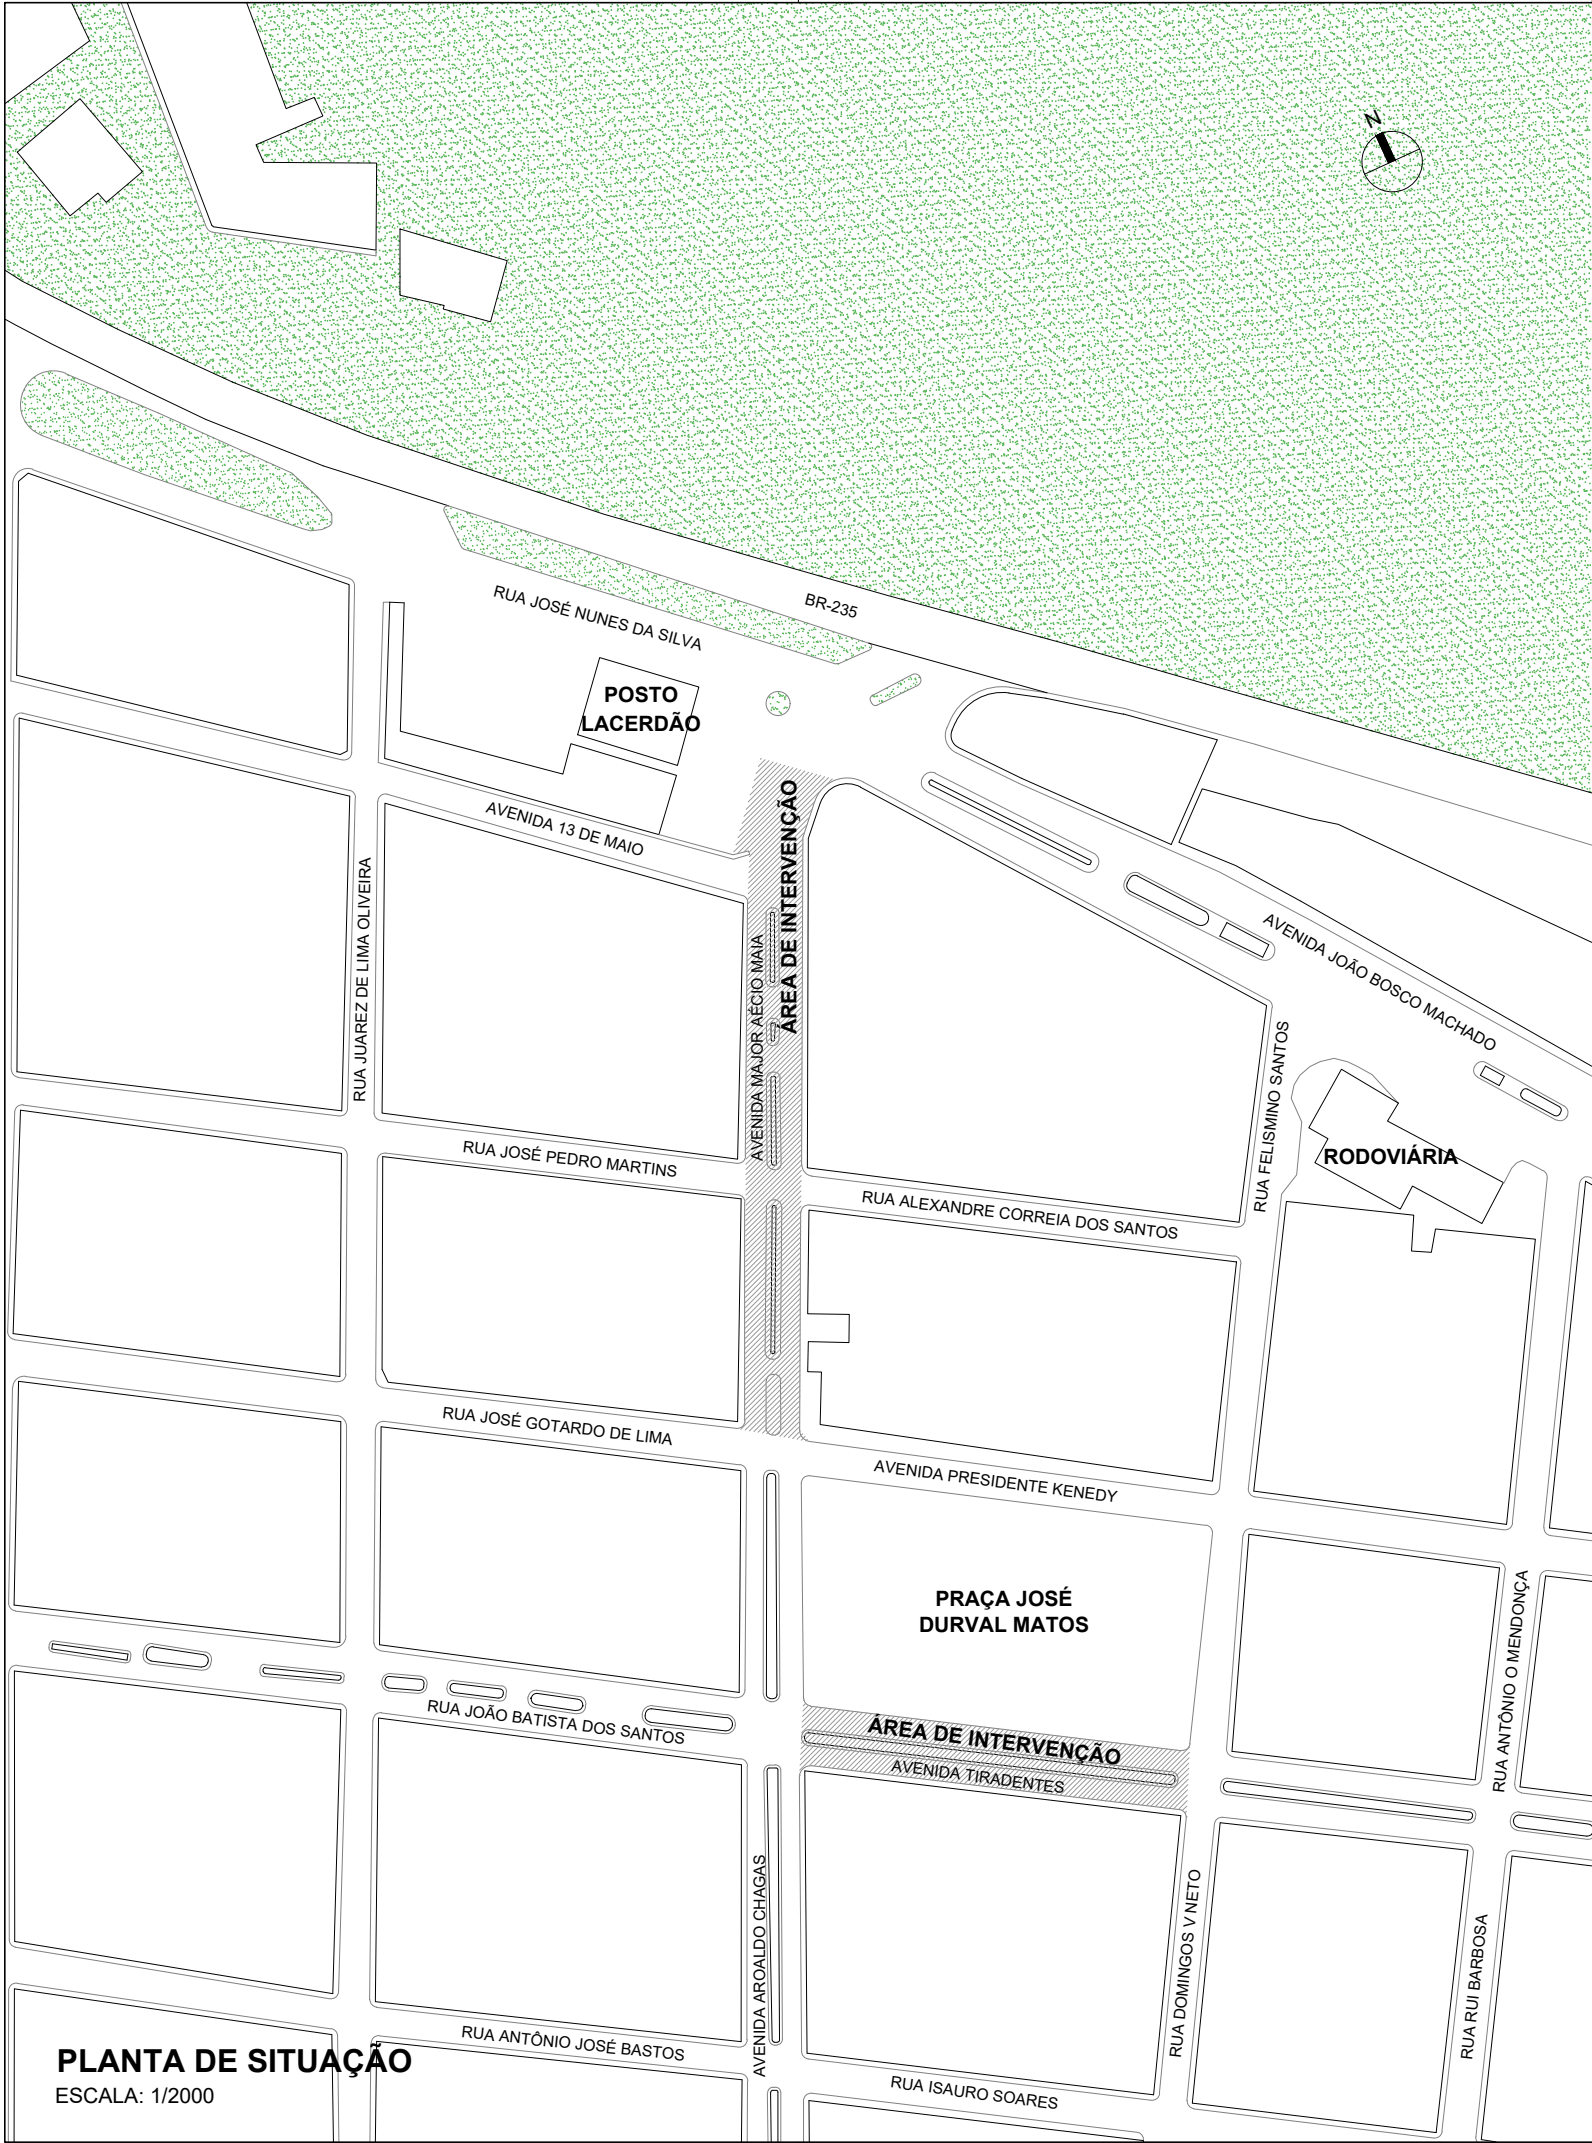 N
BR-235
RUA JOSÉ NUNES DA SILVA
POSTO
LACERDÃO
ÁREA DE INTERVENÇÃO
AVENIDA 13 DE MAIO
RUA JUAREZ DE LIMA OLIVEIRA
AVENIDA MAJOR AÉCIO MAIA
AVENIDA JOÃO BOSCO MACHADO
RUA FELISMINO SANTOS
RODOVIÁRIA
RUA JOSÉ PEDRO MARTINS
RUA ALEXANDRE CORREIA DOS SANTOS
RUA JOSÉ GOTARDO DE LIMA
AVENIDA PRESIDENTE KENEDY
PRAÇA JOSÉ
DURVAL MATOS
RUA ANTÔNIO O MENDONÇA
RUA JOÃO BATISTA DOS SANTOS
ÁREA DE INTERVENÇÃO
AVENIDA TIRADENTES
AVENIDA AROALDO CHAGAS
RUA DOMINGOS V NETO
RUA RUI BARBOSA
RUA ANTÔNIO JOSÉ BASTOS
RUA ISAURO SOARES
PLANTA DE SITUAÇÃO
ESCALA: 1/2000